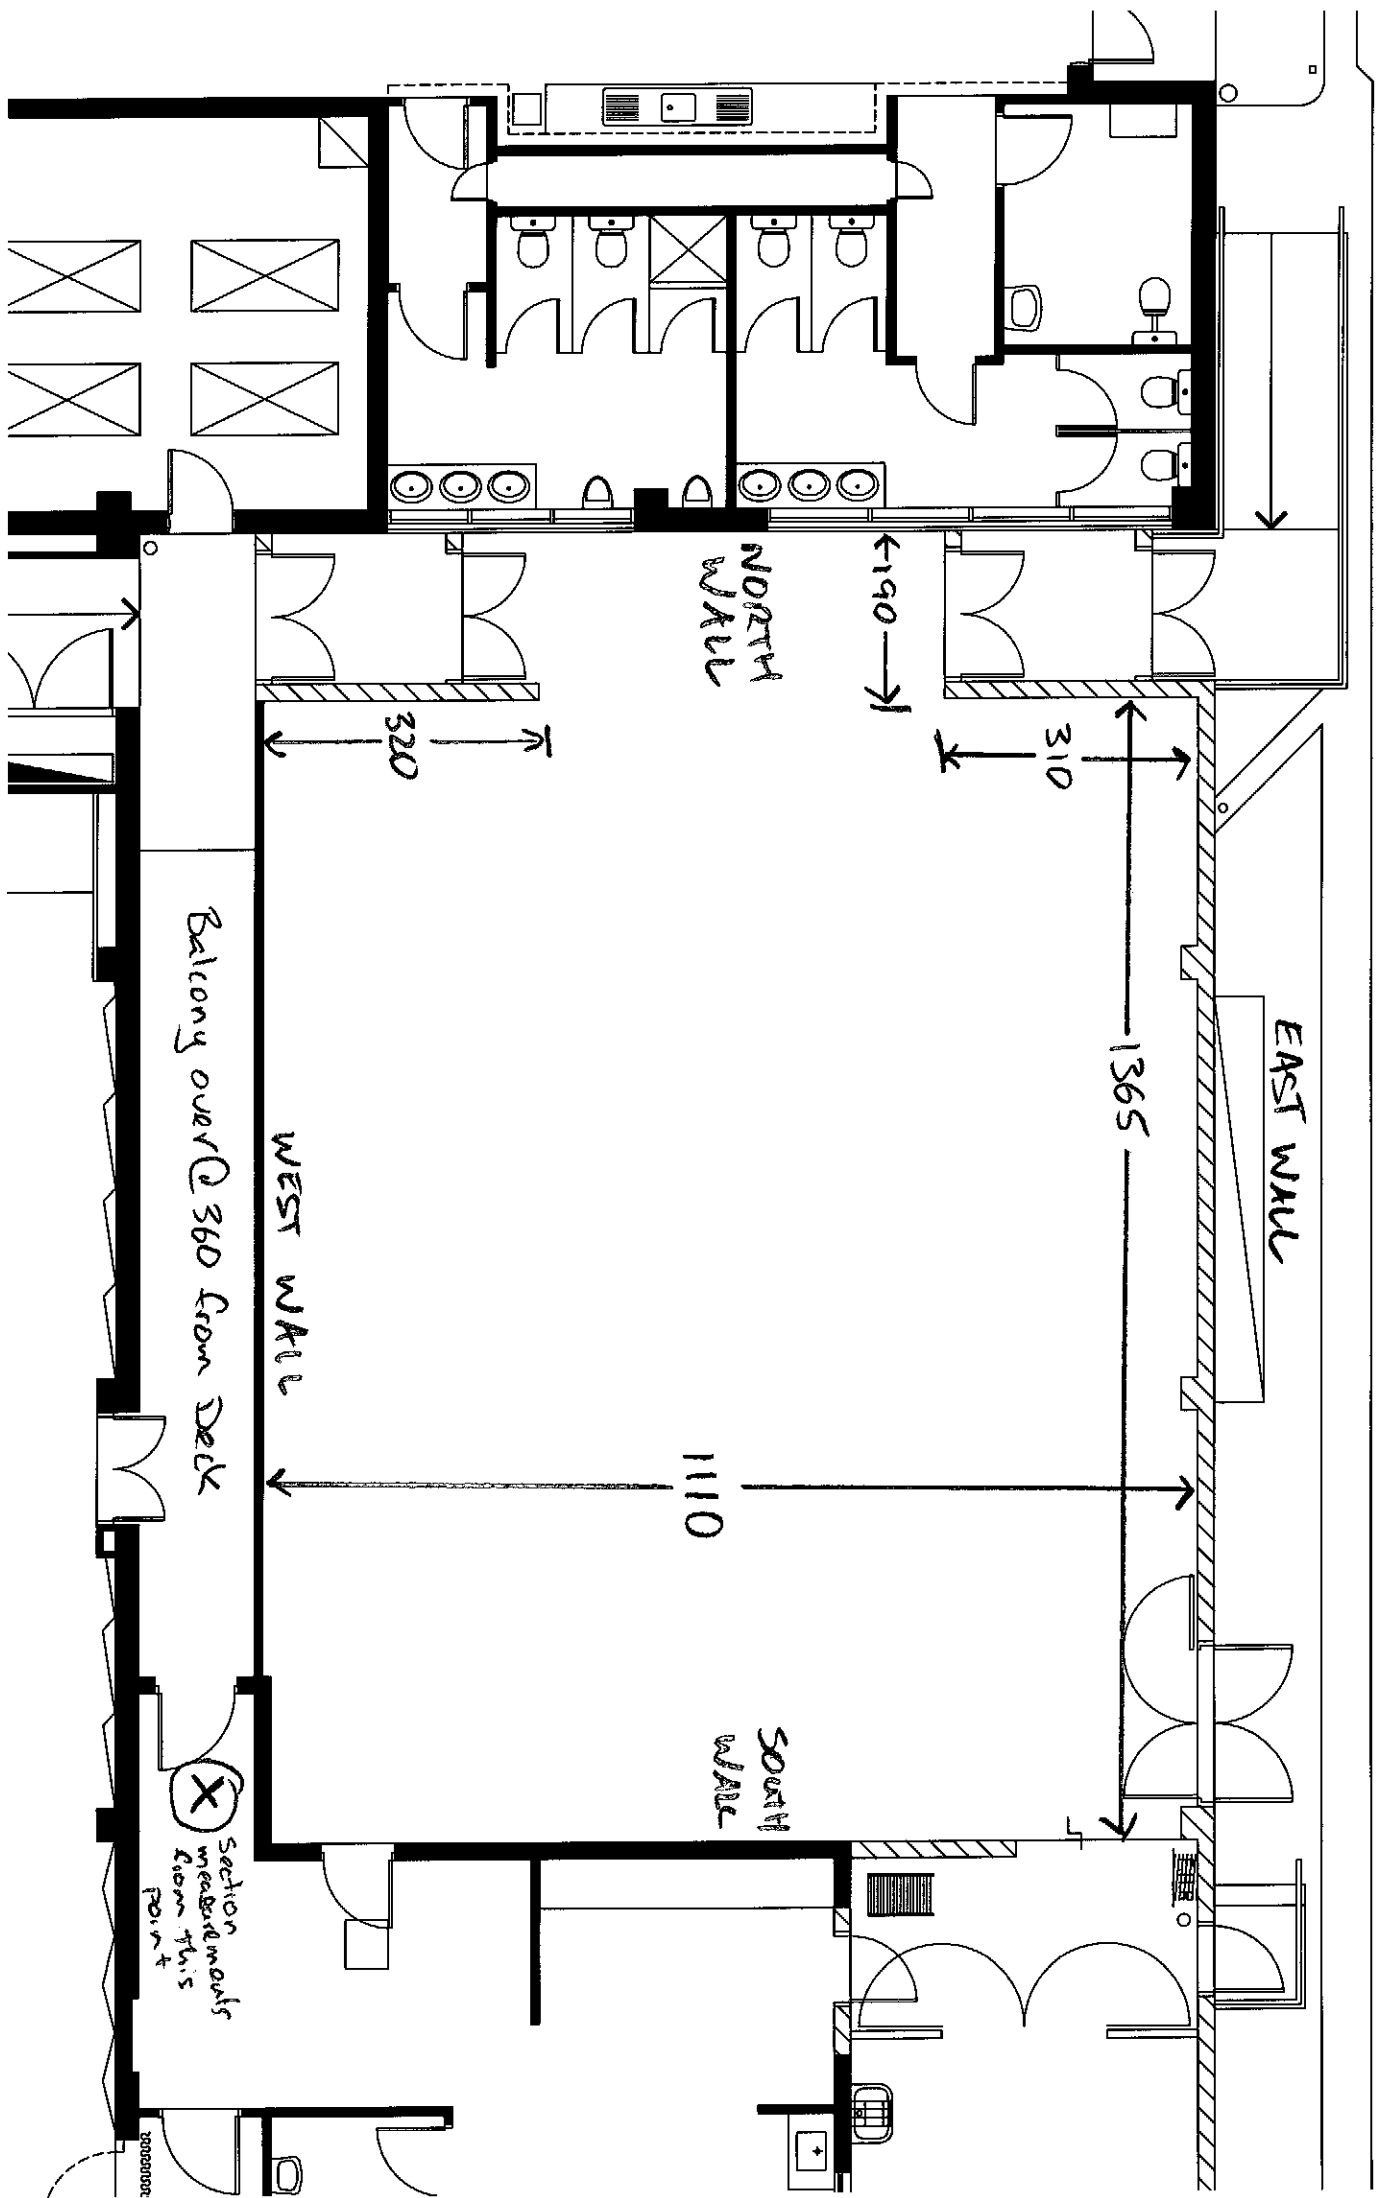 NORTH
WALL
190
320
310
1365
EAST WALL
Balcony over @ 360 from Deck
WEST WALL
1110
SOUTH
WALL
X
Section
measurements
from this
point